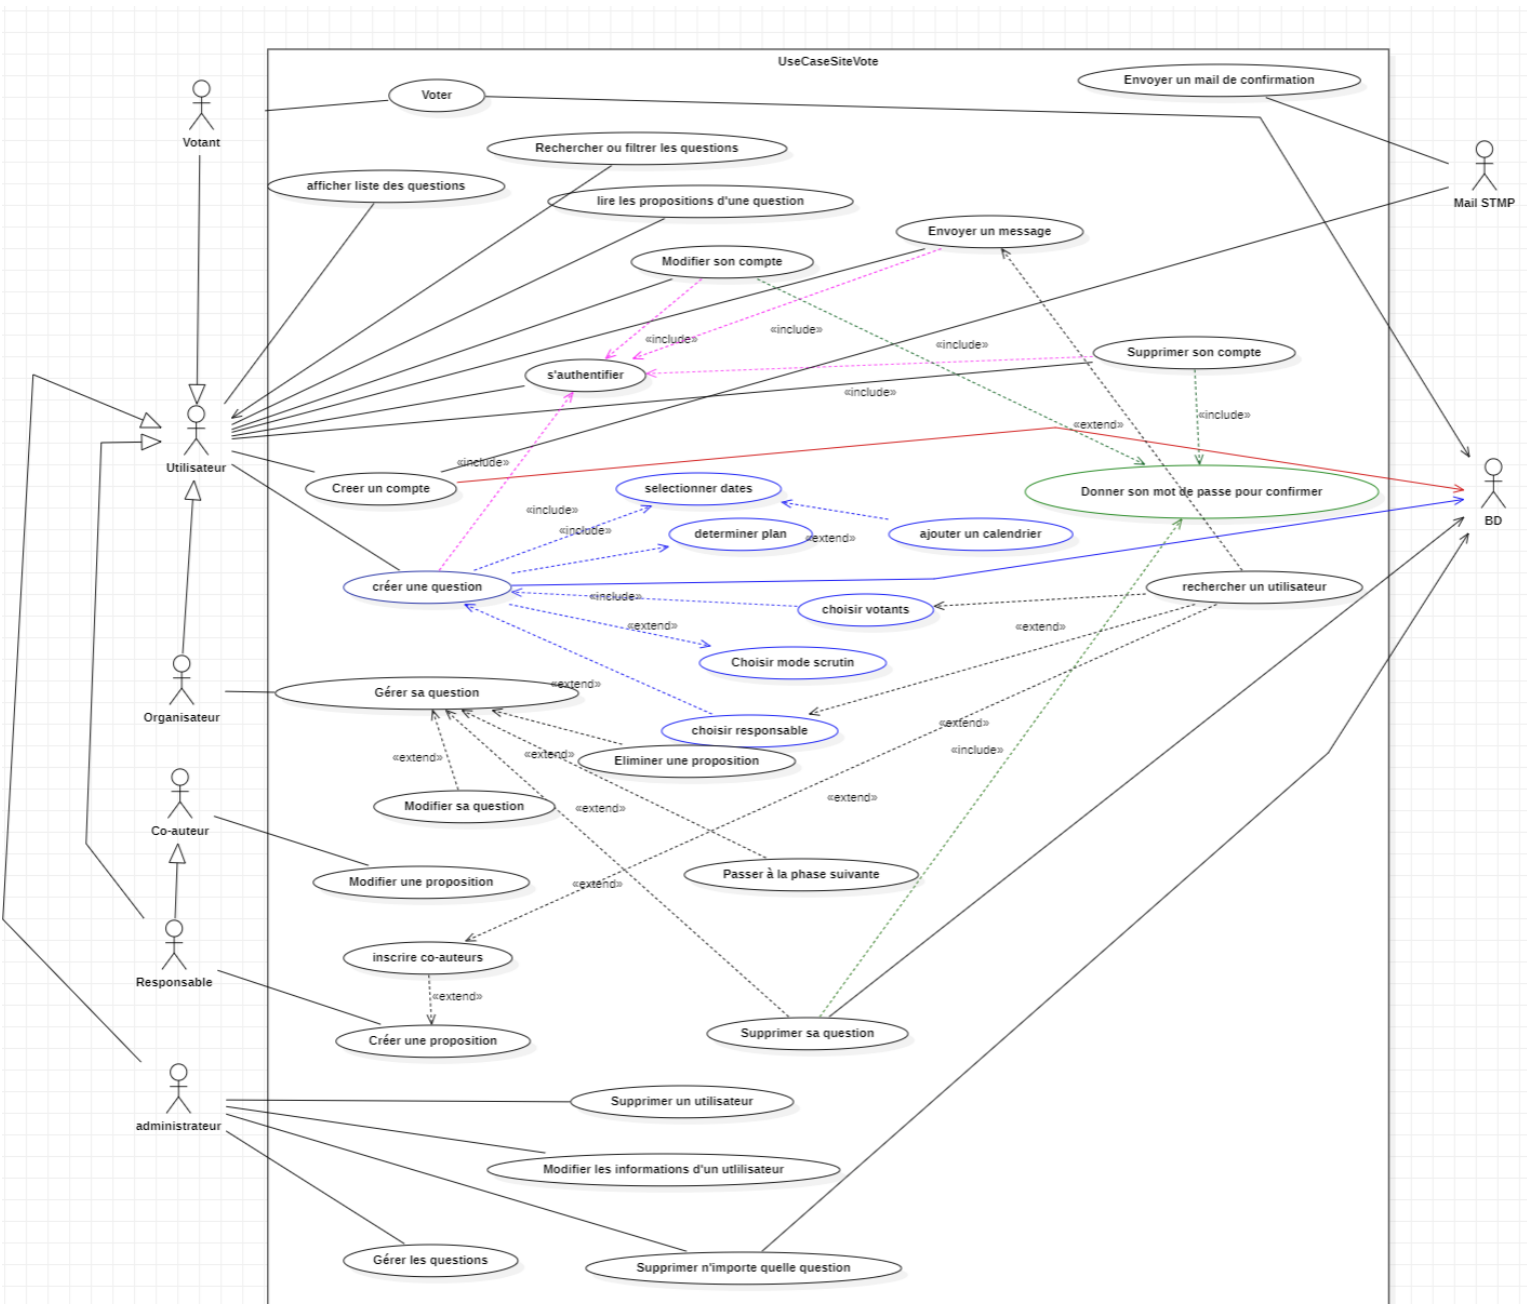 UseCaseSiteVote
Envoyer un mail de confirmation
Voter
Votant
Rechercher ou filtrer les questions
afficher liste des questions
lire les propositions d'une question
Mail STMP
Envoyer un message
Modifier son compte
«include»
«include»
«include»
Supprimer son compte
s'authentifier
«include»
«include»
«extend»
Utilisateur
«include»
Creer un compte
selectionner dates
Donner son mot de passe pour confirmer
BD
«include»
«include»
determiner plan
«extend»
ajouter un calendrier
créer une question
rechercher un utilisateur
«include»
choisir votants
«extend»
«extend»
Choisir mode scrutin
«extend»
Gérer sa question
Organisateur
choisir responsable
«extend»
«include»
«extend»
«extend»
Eliminer une proposition
«extend»
Modifier sa question
«extend»
Co-auteur
Passer à la phase suivante
Modifier une proposition
«extend»
inscrire co-auteurs
Responsable
«extend»
Créer une proposition
Supprimer sa question
Supprimer un utilisateur
administrateur
Modifier les informations d'un utlilisateur
Gérer les questions
Supprimer n'importe quelle question